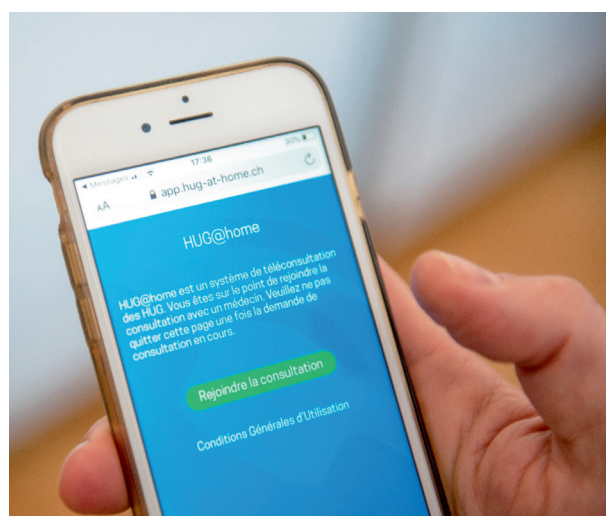 ◂ Messages 17:36 30%
AA app.hug-at-home.ch
HUG@home
HUG@home est un système de téléconsultation
des HUG. Vous êtes sur le point de rejoindre la
consultation avec un médecin. Veuillez ne pas
quitter cette page une fois la demande de
consultation en cours.
Rejoindre la consultation
Conditions Générales d'Utilisation